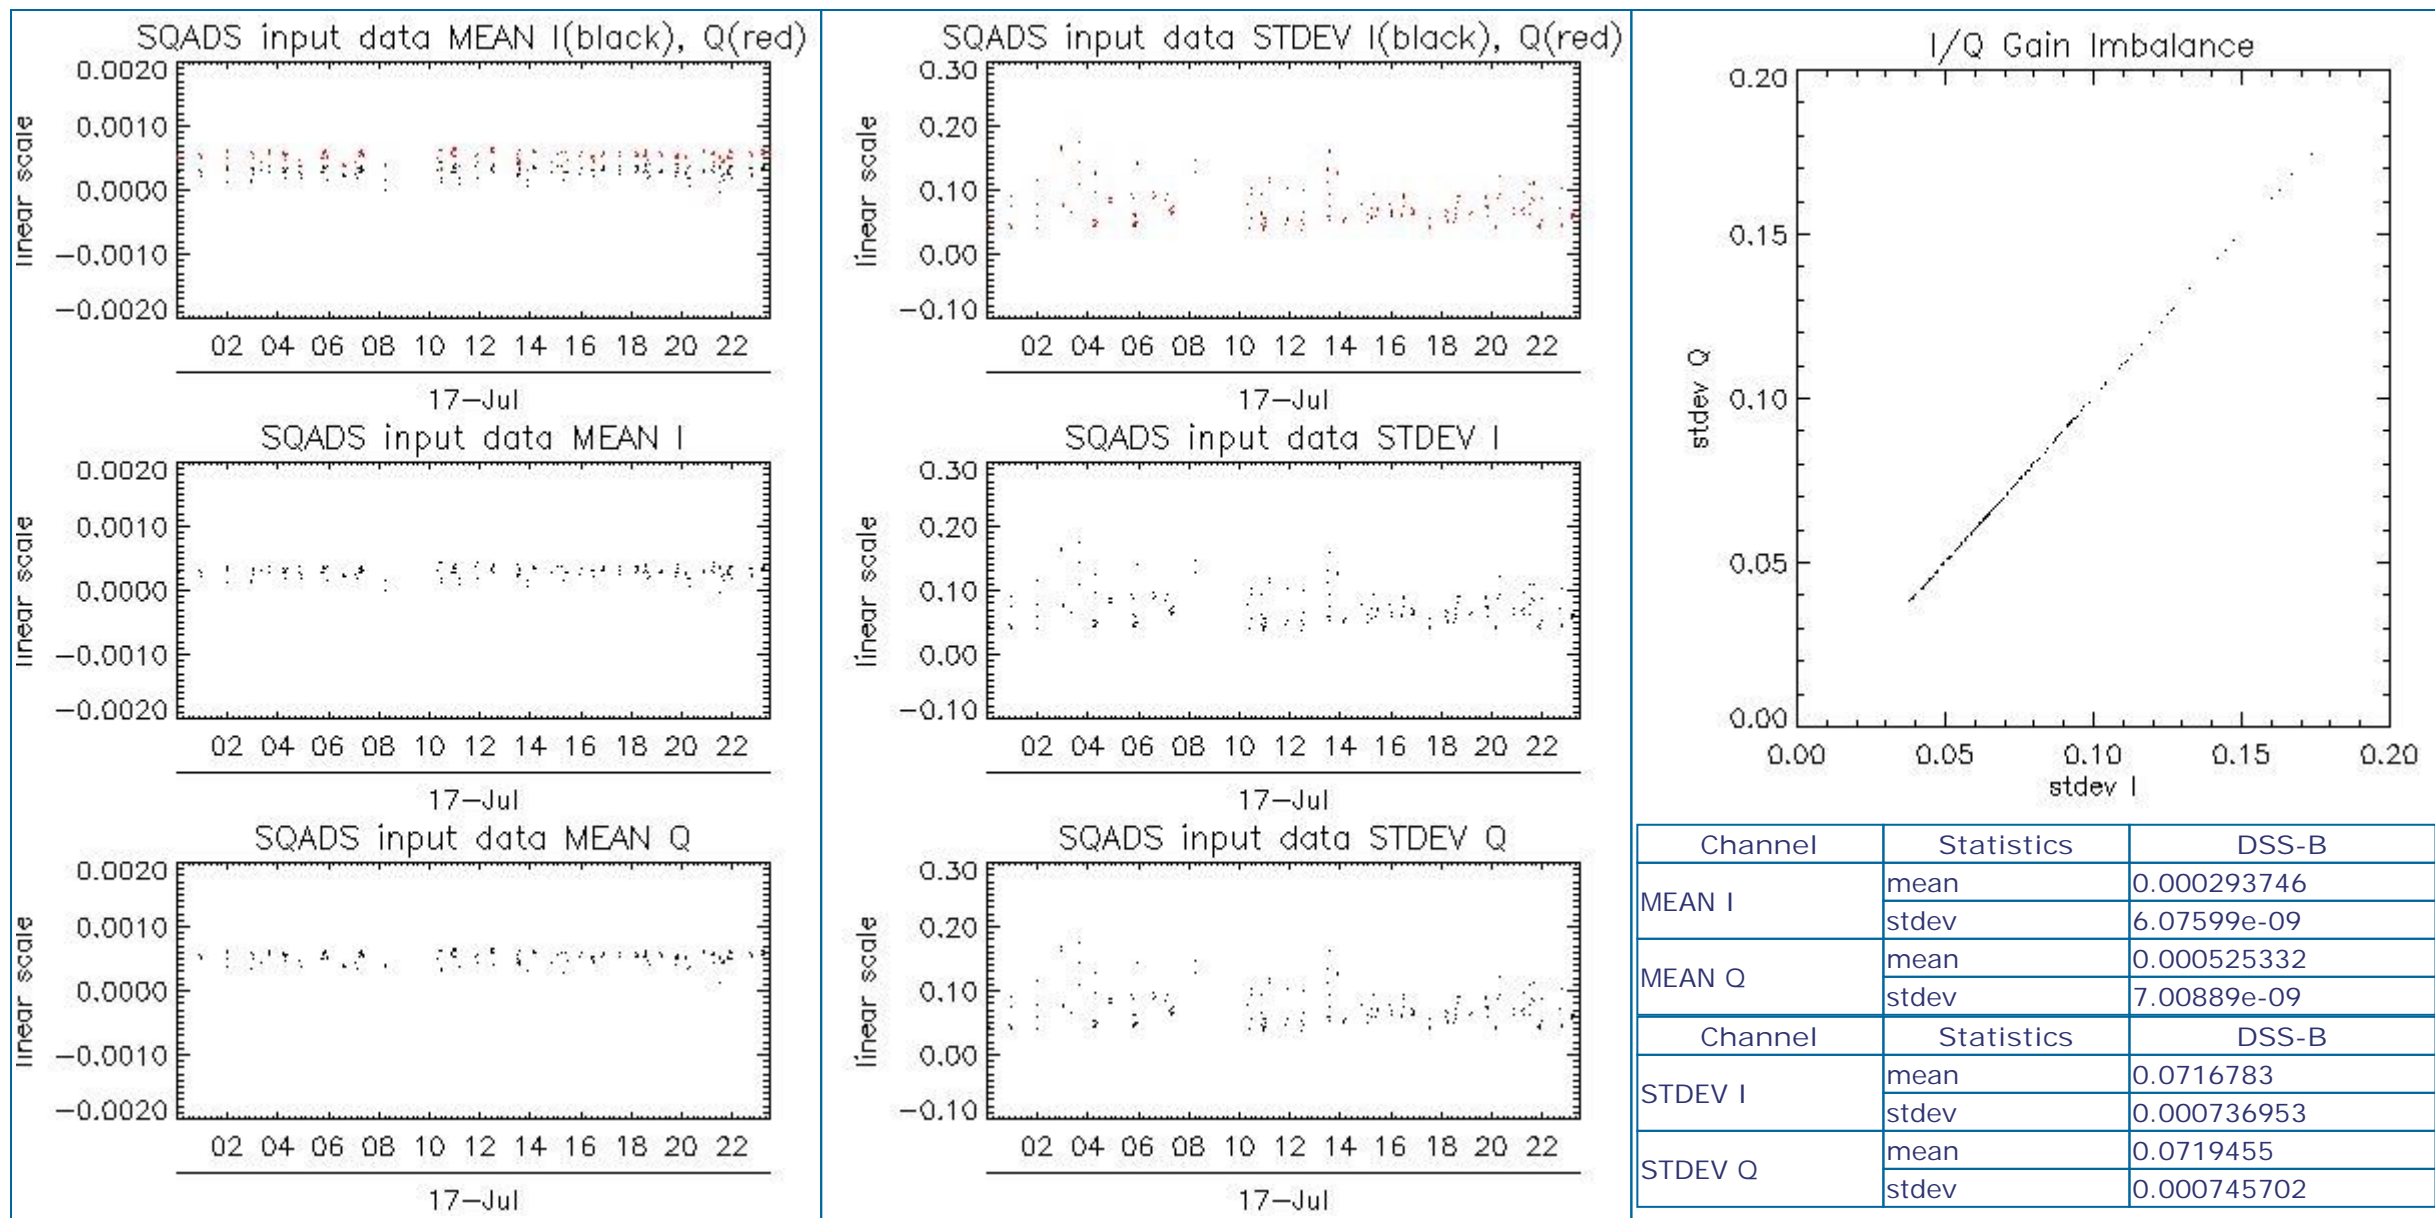 SQADS input data MEAN I(black), Q(red)
linear scale
0.0020
0.0010
0.0000
-0.0010
-0.0020
02 04 06 08 10 12 14 16 18 20 22
17-Jul
SQADS input data MEAN I
linear scale
0.0020
0.0010
0.0000
-0.0010
-0.0020
02 04 06 08 10 12 14 16 18 20 22
17-Jul
SQADS input data MEAN Q
linear scale
0.0020
0.0010
0.0000
-0.0010
-0.0020
02 04 06 08 10 12 14 16 18 20 22
17-Jul
SQADS input data STDEV I(black), Q(red)
linear scale
0.30
0.20
0.10
0.00
-0.10
02 04 06 08 10 12 14 16 18 20 22
17-Jul
SQADS input data STDEV I
linear scale
0.30
0.20
0.10
0.00
-0.10
02 04 06 08 10 12 14 16 18 20 22
17-Jul
SQADS input data STDEV Q
linear scale
0.30
0.20
0.10
0.00
-0.10
02 04 06 08 10 12 14 16 18 20 22
17-Jul
I/Q Gain Imbalance
stdev Q
0.20
0.15
0.10
0.05
0.00
0.00 0.05 0.10 0.15 0.20
stdev I
Channel Statistics DSS-B
MEAN I mean 0.000293746
stdev 6.07599e-09
MEAN Q mean 0.000525332
stdev 7.00889e-09
Channel Statistics DSS-B
STDEV I mean 0.0716783
stdev 0.000736953
STDEV Q mean 0.0719455
stdev 0.000745702